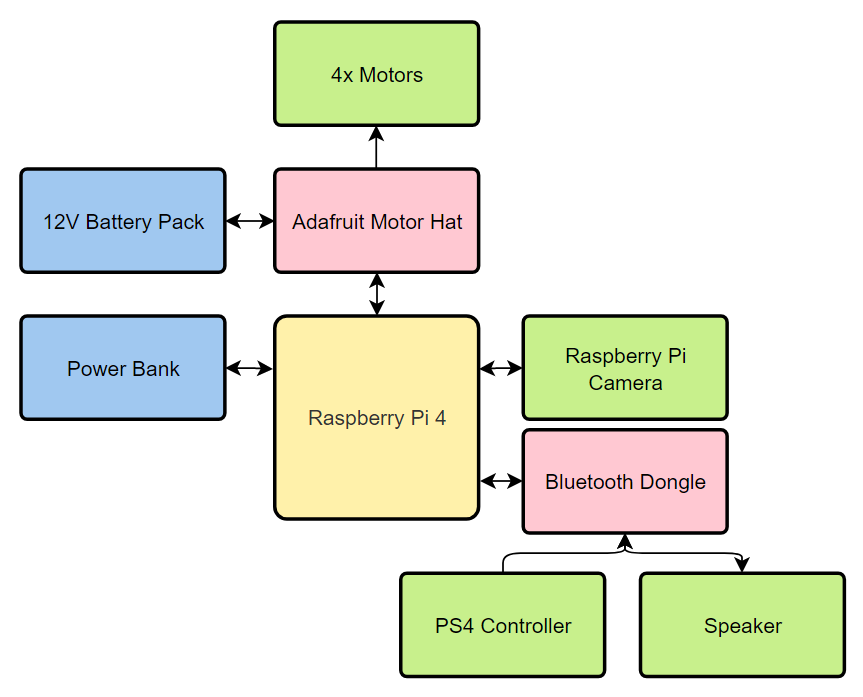 4x Motors
12V Battery Pack
Adafruit Motor Hat
Power Bank
Raspberry Pi 4
Raspberry Pi
Camera
Bluetooth Dongle
PS4 Controller
Speaker